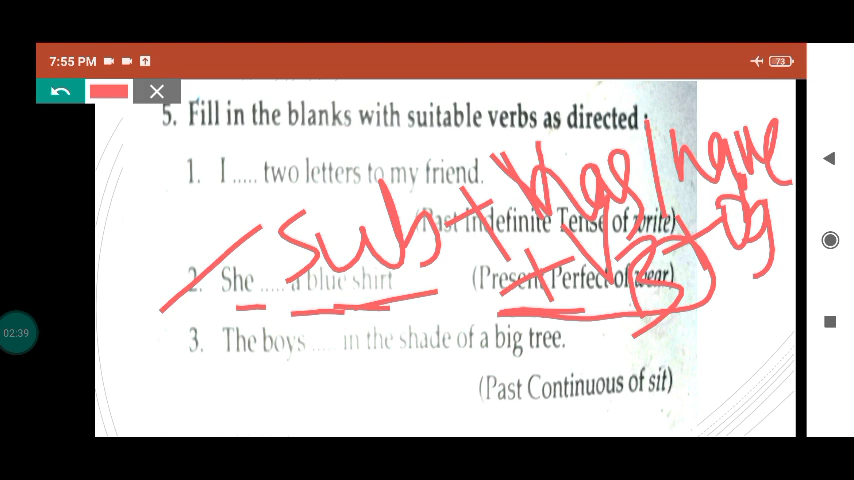 7:55 PM
73
5. Fill in the blanks with suitable verbs as directed :
1. I ..... two letters to my friend.
(Past Indefinite Tense of write)
sub + has/have
+ V3 + obj
2. She ..... a blue shirt (Present Perfect of wear)
3. The boys ..... in the shade of a big tree.
(Past Continuous of sit)
02:39